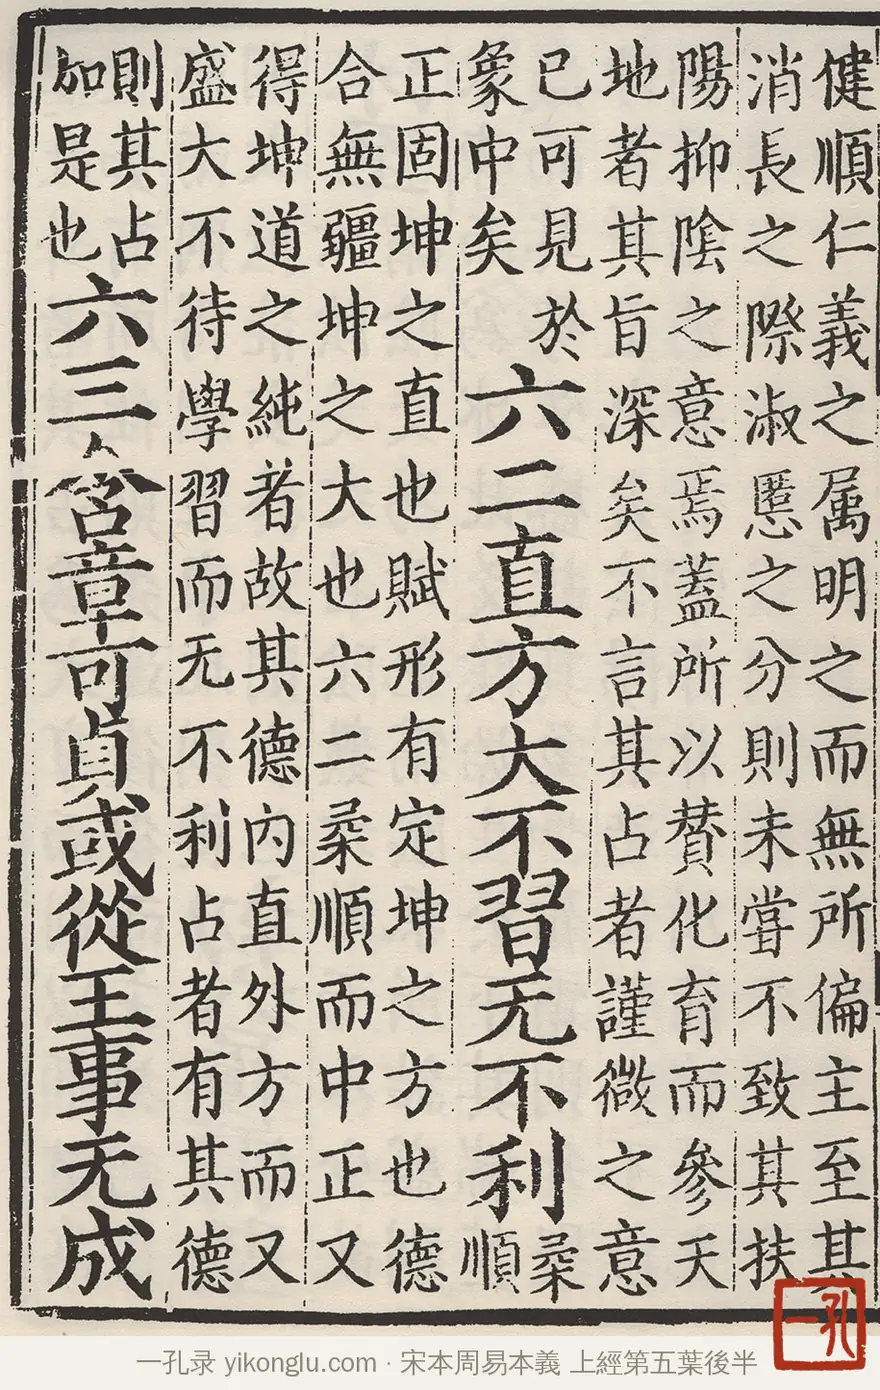 健順仁義之属明之而無所偏主至其
消長之際淑慝之分則未嘗不致其扶
陽抑陰之意焉蓋所以賛化育而參天
地者其旨深矣不言其占者謹微之意
已可見於
象中矣
六二直方大不習无不利
柔
順
正固坤之直也賦形有定坤之方也德
合無疆坤之大也六二柔順而中正又
得坤道之純者故其德內直外方而又
盛大不待學習而无不利占者有其德
則其占
如是也
六三含章可貞或從王事无成
一孔
一孔录 yikonglu.com · 宋本周易本義 上經第五葉後半